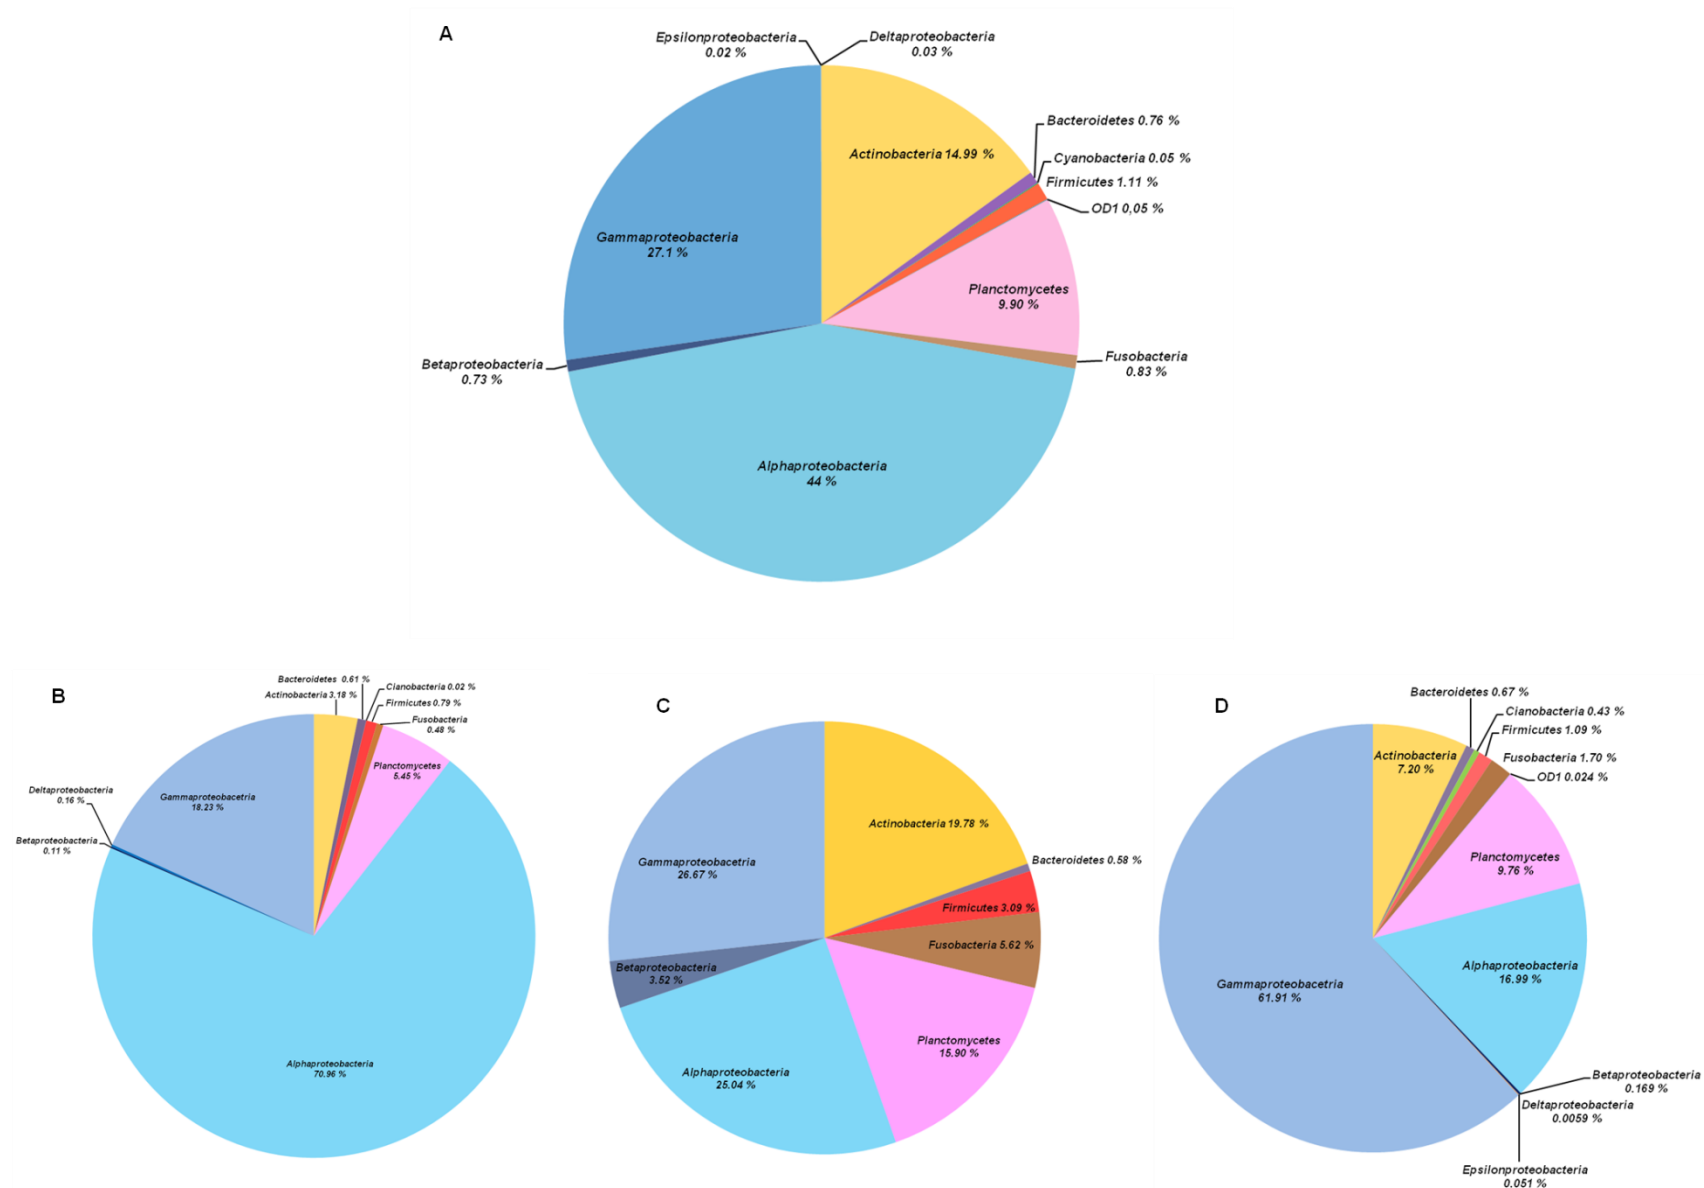 A
Epsilonproteobacteria
0.02 %
Deltaproteobacteria
0.03 %
Bacteroidetes 0.76 %
Actinobacteria 14.99 %
Cyanobacteria 0.05 %
Firmicutes 1.11 %
OD1 0,05 %
Gammaproteobacteria
27.1 %
Planctomycetes
9.90 %
Fusobacteria
0.83 %
Betaproteobacteria
0.73 %
Alphaproteobacteria
44 %
B
Bacteroidetes 0.61 %
Actinobacteria 3.18 %
Cianobacteria 0.02 %
Firmicutes 0.79 %
Fusobacteria
0.48 %
Planctomycetes
5.45 %
Gammaproteobacetria
18.23 %
Deltaproteobacteria
0.16 %
Betaproteobacteria
0.11 %
Alphaproteobacteria
70.96 %
C
Actinobacteria 19.78 %
Bacteroidetes 0.58 %
Gammaproteobacetria
26.67 %
Firmicutes 3.09 %
Fusobacteria 5.62 %
Betaproteobacteria
3.52 %
Planctomycetes
15.90 %
Alphaproteobacteria
25.04 %
D
Bacteroidetes 0.67 %
Cianobacteria 0.43 %
Firmicutes 1.09 %
Actinobacteria
7.20 %
Fusobacteria 1.70 %
OD1 0.024 %
Planctomycetes
9.76 %
Alphaproteobacteria
16.99 %
Gammaproteobacetria
61.91 %
Betaproteobacteria
0.169 %
Deltaproteobacteria
0.0059 %
Epsilonproteobacteria
0.051 %